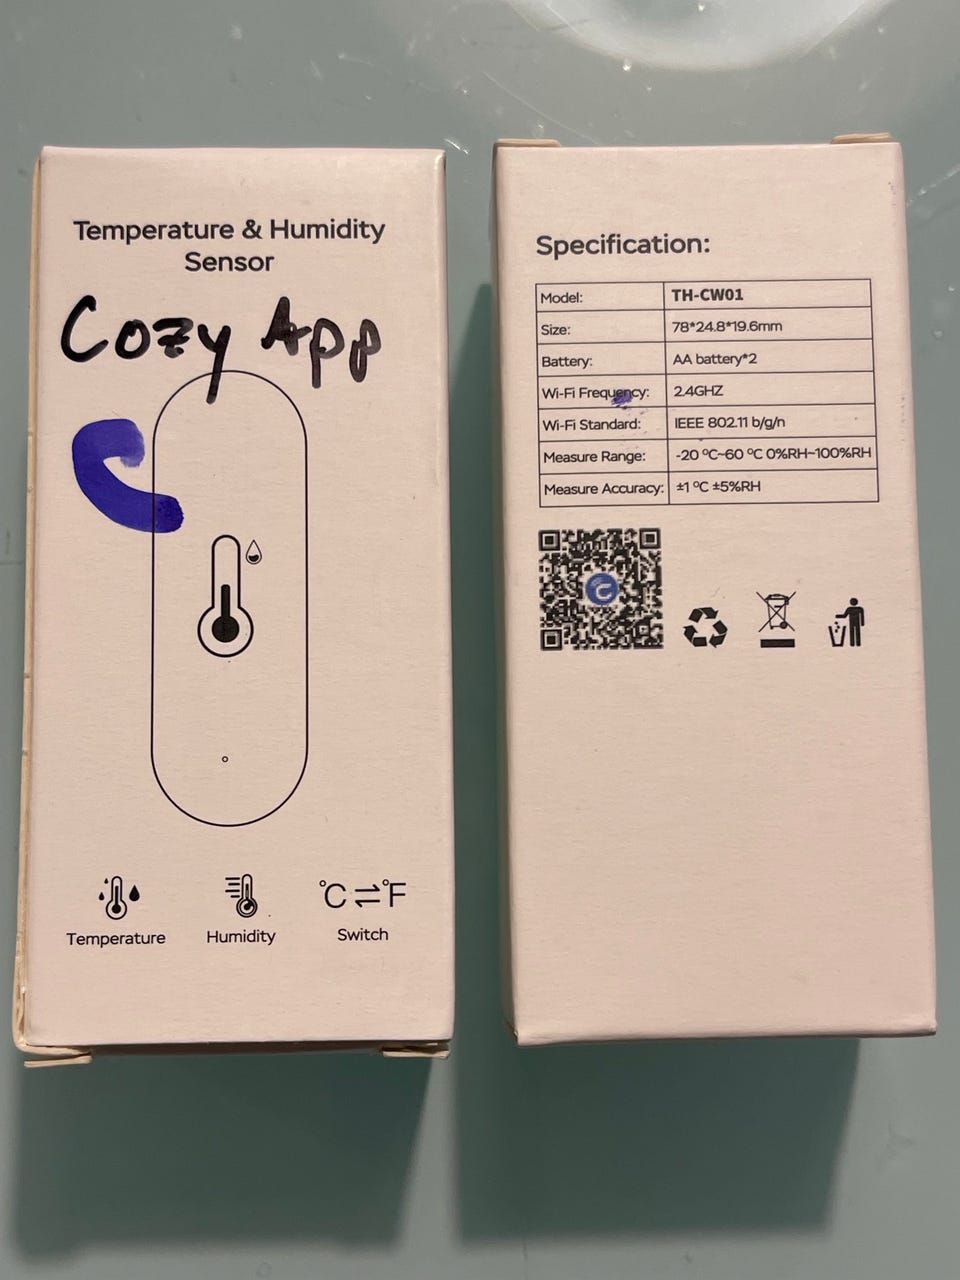 Temperature & Humidity
Sensor
Cozy App
Temperature
Humidity
°C ⇌ °F
Switch
Specification:
Model: TH-CW01
Size: 78*24.8*19.6mm
Battery: AA battery*2
Wi-Fi Frequency: 2.4GHZ
Wi-Fi Standard: IEEE 802.11 b/g/n
Measure Range: -20 ºC~60 ºC 0%RH~100%RH
Measure Accuracy: ±1 ºC ±5%RH